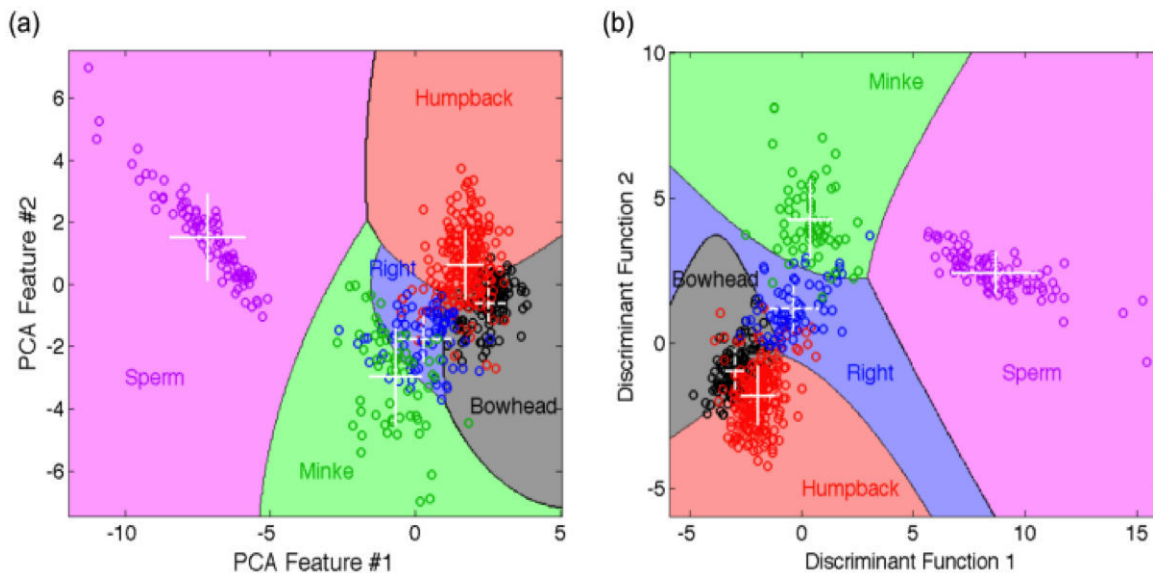 (a)
Humpback
Right
Sperm
Bowhead
Minke
PCA Feature #2
6
4
2
0
-2
-4
-6
-10
-5
0
5
PCA Feature #1
(b)
Minke
Bowhead
Right
Sperm
Humpback
Discriminant Function 2
10
5
0
-5
-5
0
5
10
15
Discriminant Function 1